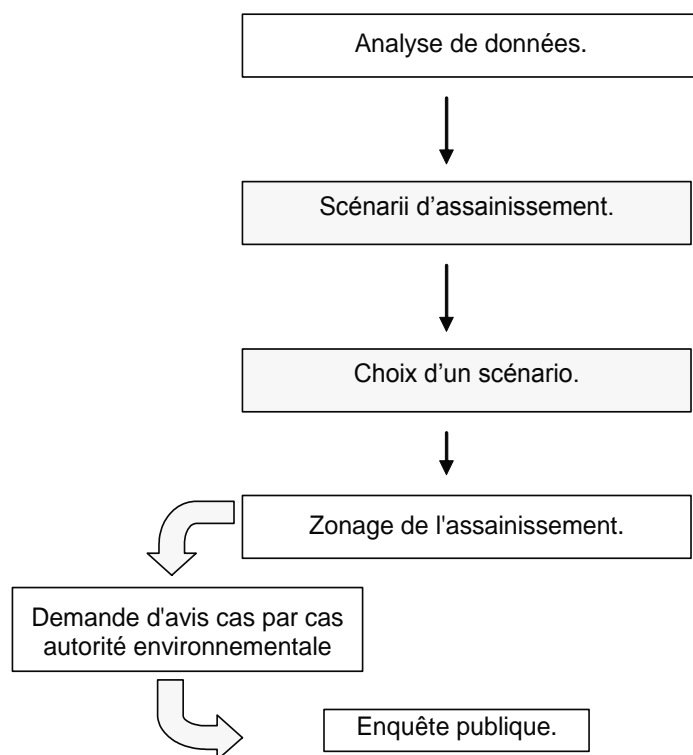 Analyse de données.
Scénarii d’assainissement.
Choix d’un scénario.
Zonage de l'assainissement.
Demande d'avis cas par cas
autorité environnementale
Enquête publique.